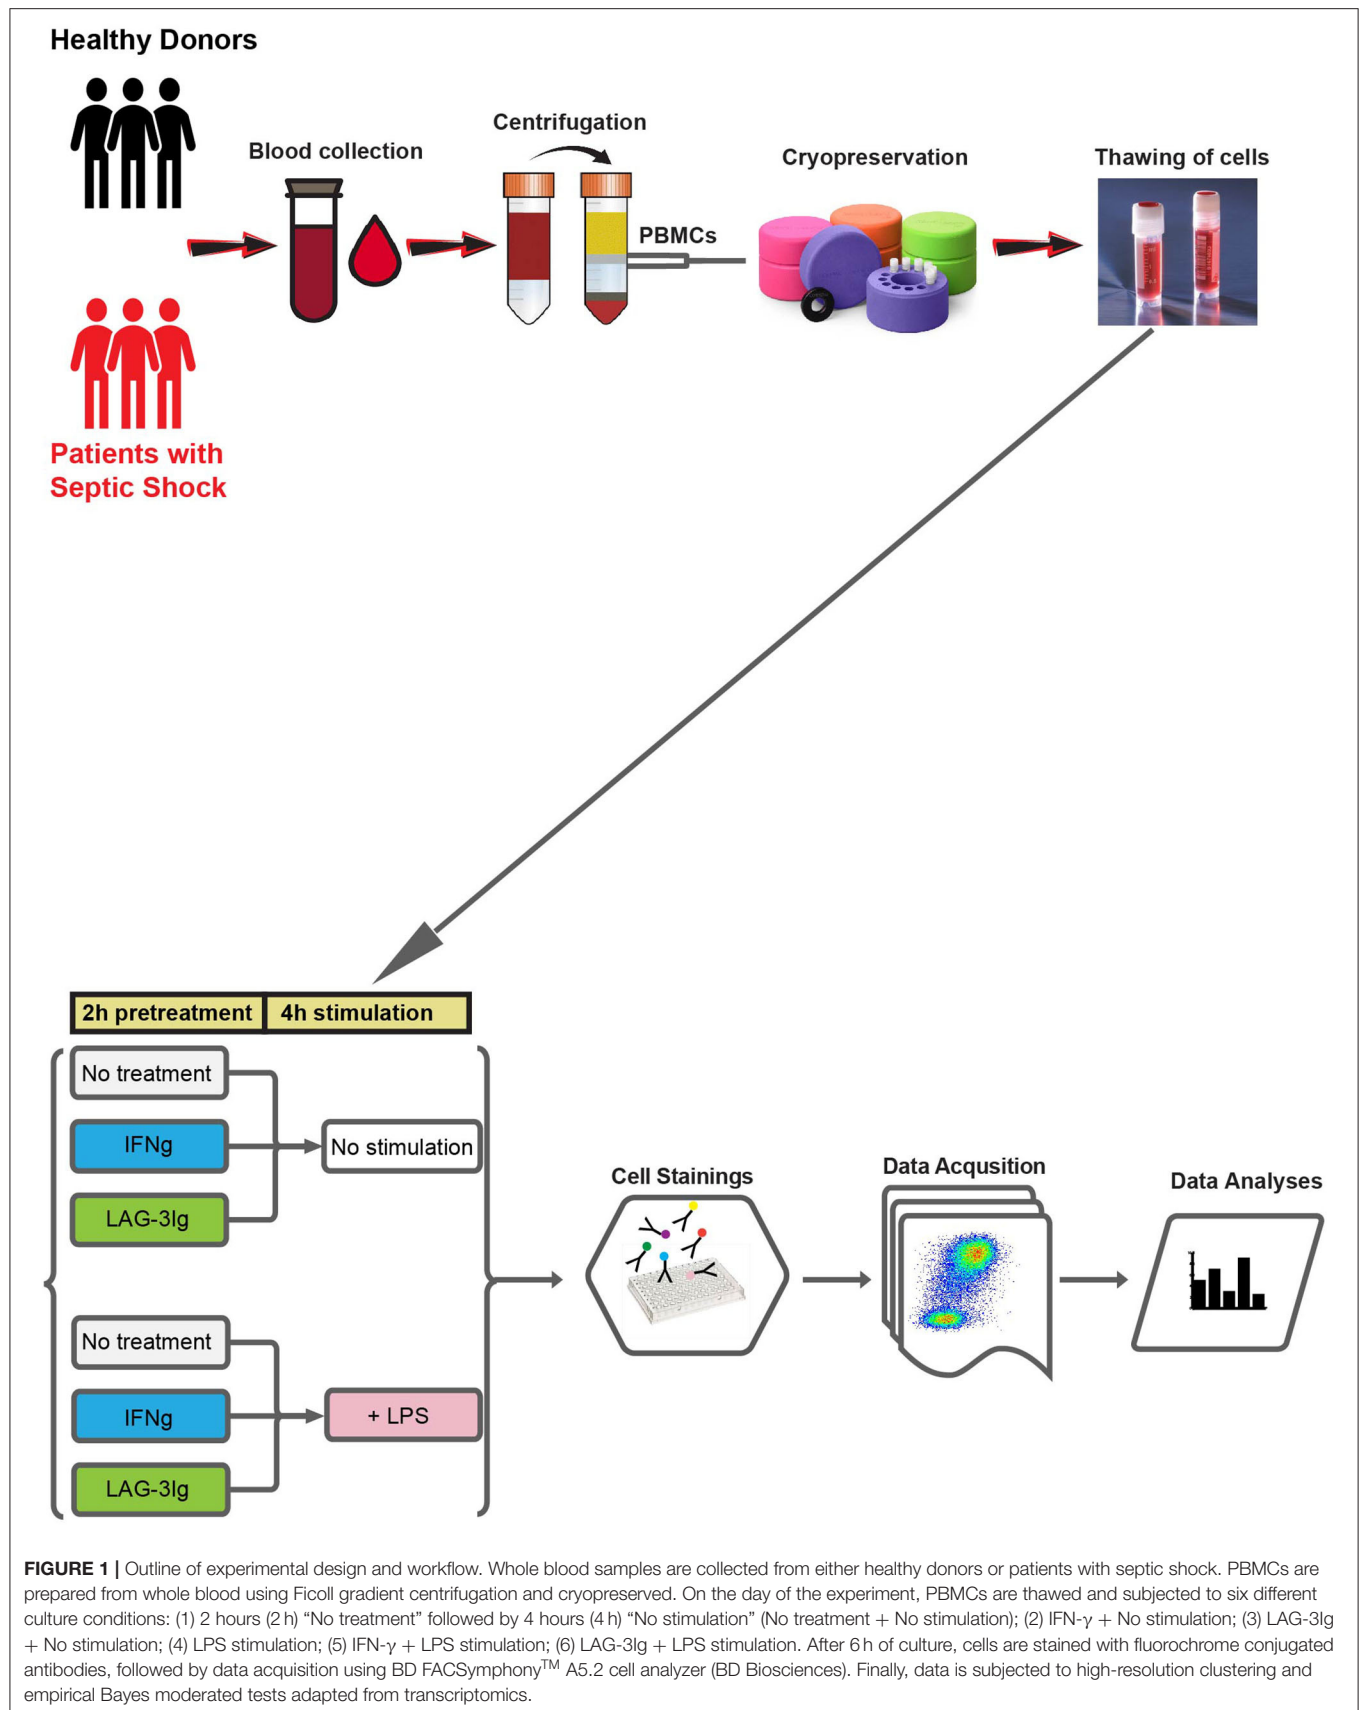 Healthy Donors
Blood collection
Centrifugation
PBMCs
Cryopreservation
Thawing of cells
Patients with
Septic Shock
2h pretreatment
4h stimulation
No treatment
IFNg
LAG-3Ig
No stimulation
No treatment
IFNg
LAG-3Ig
+ LPS
Cell Stainings
Data Acqusition
Data Analyses
FIGURE 1 | Outline of experimental design and workflow. Whole blood samples are collected from either healthy donors or patients with septic shock. PBMCs are
prepared from whole blood using Ficoll gradient centrifugation and cryopreserved. On the day of the experiment, PBMCs are thawed and subjected to six different
culture conditions: (1) 2 hours (2 h) “No treatment” followed by 4 hours (4 h) “No stimulation” (No treatment + No stimulation); (2) IFN-γ + No stimulation; (3) LAG-3Ig
+ No stimulation; (4) LPS stimulation; (5) IFN-γ + LPS stimulation; (6) LAG-3Ig + LPS stimulation. After 6 h of culture, cells are stained with fluorochrome conjugated
antibodies, followed by data acquisition using BD FACSymphony™ A5.2 cell analyzer (BD Biosciences). Finally, data is subjected to high-resolution clustering and
empirical Bayes moderated tests adapted from transcriptomics.